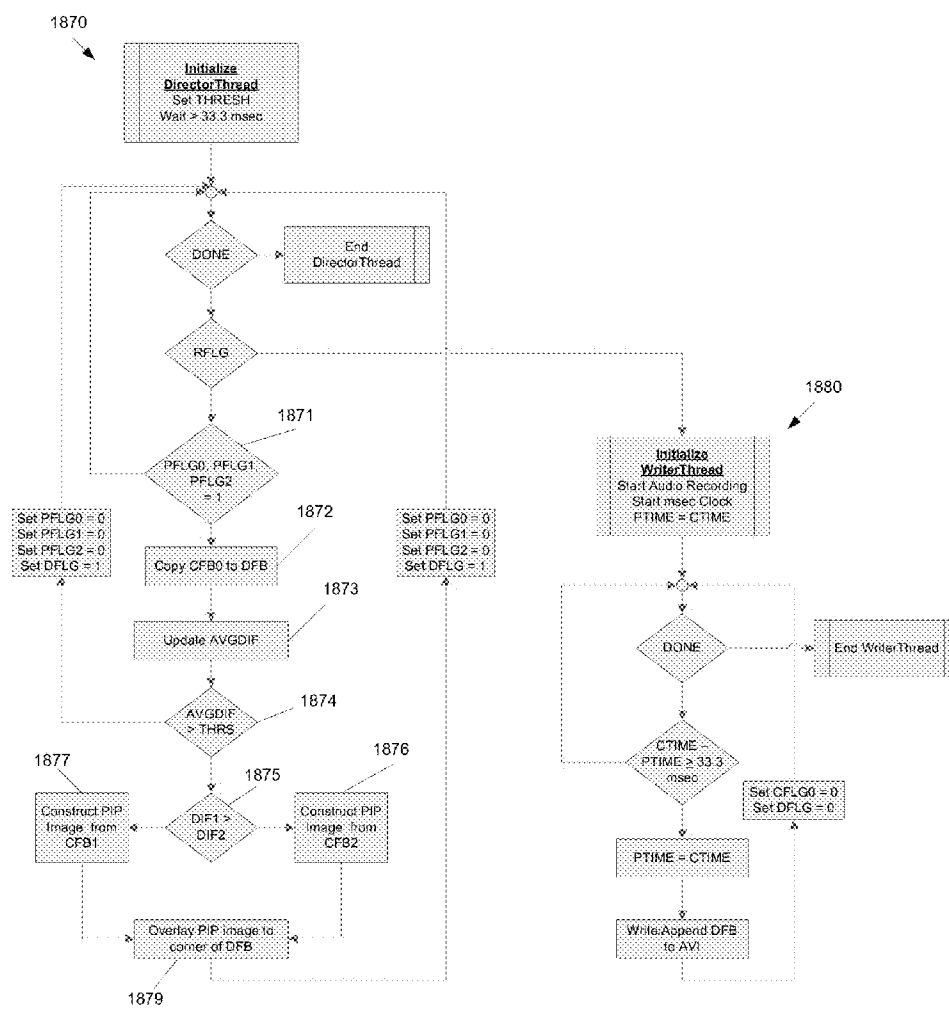 1870
Initialize
DirectorThread
Set THRESH
Wait > 33.3 msec
DONE
End
DirectorThread
RFLG
1871
PFLG0, PFLG1,
PFLG2
= 1
1872
Copy CFB0 to DFB
1873
Update AVGDIF
1874
AVGDIF
> THRS
Set PFLG0 = 0
Set PFLG1 = 0
Set PFLG2 = 0
Set DFLG = 1
Set PFLG0 = 0
Set PFLG1 = 0
Set PFLG2 = 0
Set DFLG = 1
1875
DIF1 >
DIF2
1877
Construct PIP
Image from
CFB1
1876
Construct PIP
Image from
CFB2
Overlay PIP image to
corner of DFB
1879
1880
Initialize
WriterThread
Start Audio Recording
Start msec Clock
PTIME = CTIME
DONE
End WriterThread
CTIME –
PTIME ≥ 33.3
msec
Set CFLG0 = 0
Set DFLG = 0
PTIME = CTIME
Write/Append DFB
to AVI